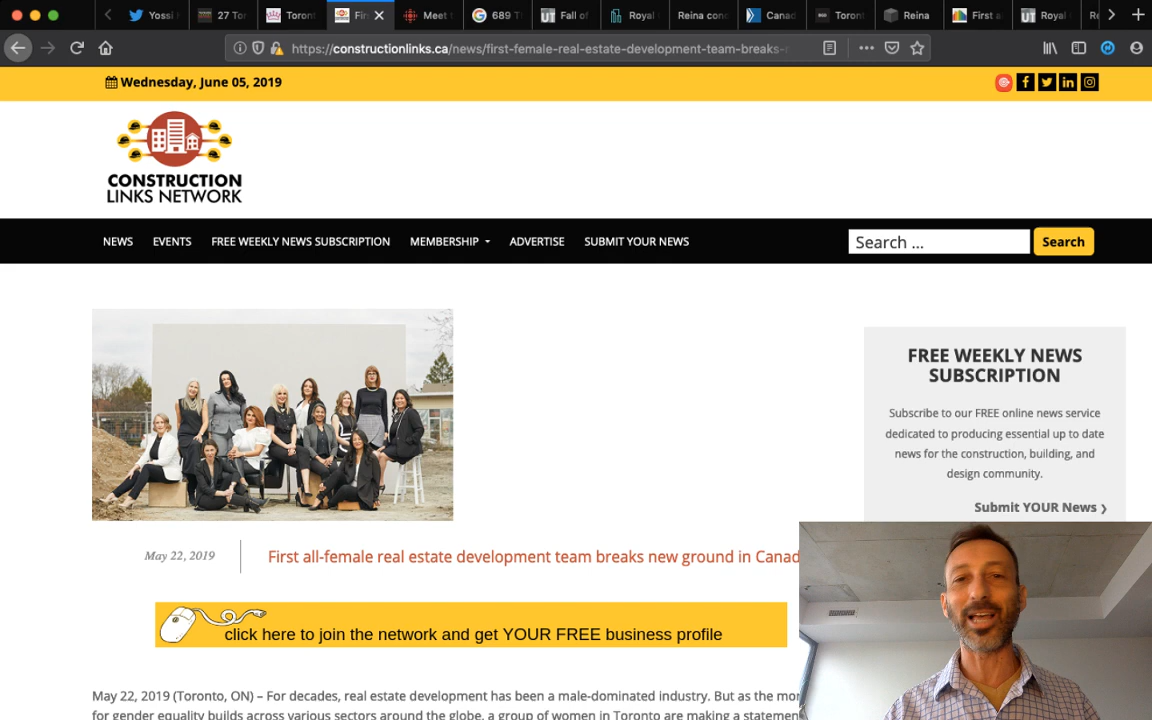 Yossi
27 Tor
Toront
Fir
Meet t
689 T
Fall of
Royal
Reina conc
Canad
Toront
Reina
First a
Royal
Re
https://constructionlinks.ca/news/first-female-real-estate-development-team-breaks-
Wednesday, June 05, 2019
CONSTRUCTION
LINKS NETWORK
NEWS EVENTS FREE WEEKLY NEWS SUBSCRIPTION MEMBERSHIP ADVERTISE SUBMIT YOUR NEWS
Search ...
Search
FREE WEEKLY NEWS
SUBSCRIPTION
Subscribe to our FREE online news service
dedicated to producing essential up to date
news for the construction, building, and
design community.
Submit YOUR News ❯
May 22, 2019
First all-female real estate development team breaks new ground in Canad
click here to join the network and get YOUR FREE business profile
May 22, 2019 (Toronto, ON) – For decades, real estate development has been a male-dominated industry. But as the mo
for gender equality builds across various sectors around the globe, a group of women in Toronto are making a statemen